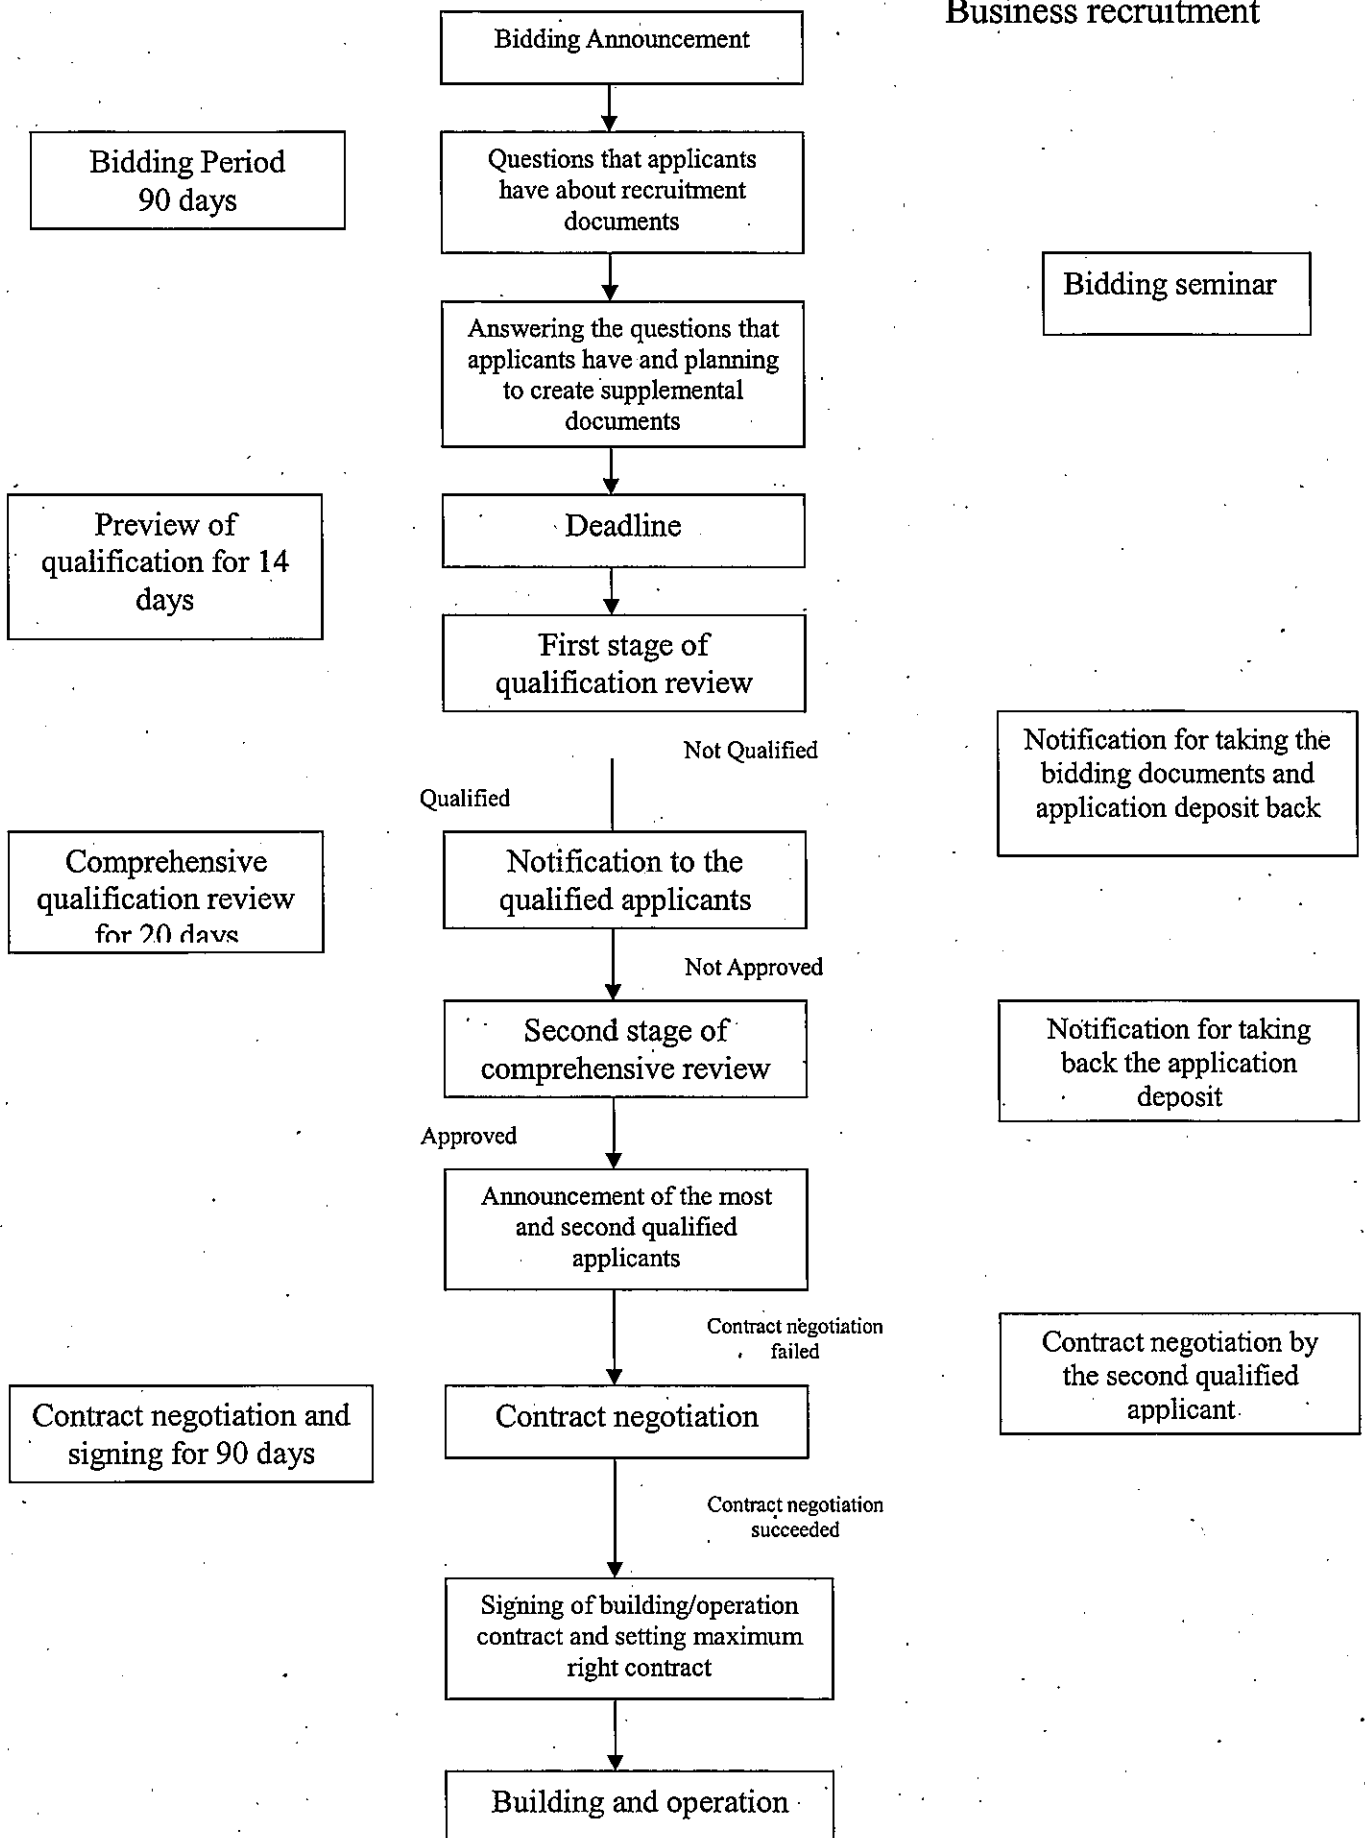 Business recruitment
Bidding Announcement
Bidding Period
90 days
Questions that applicants
have about recruitment
documents
Bidding seminar
Answering the questions that
applicants have and planning
to create supplemental
documents
Preview of
qualification for 14
days
Deadline
First stage of
qualification review
Not Qualified
Notification for taking the
bidding documents and
application deposit back
Qualified
Comprehensive
qualification review
for 20 days
Notification to the
qualified applicants
Not Approved
Second stage of
comprehensive review
Notification for taking
back the application
deposit
Approved
Announcement of the most
and second qualified
applicants
Contract negotiation
failed
Contract negotiation by
the second qualified
applicant
Contract negotiation and
signing for 90 days
Contract negotiation
Contract negotiation
succeeded
Signing of building/operation
contract and setting maximum
right contract
Building and operation